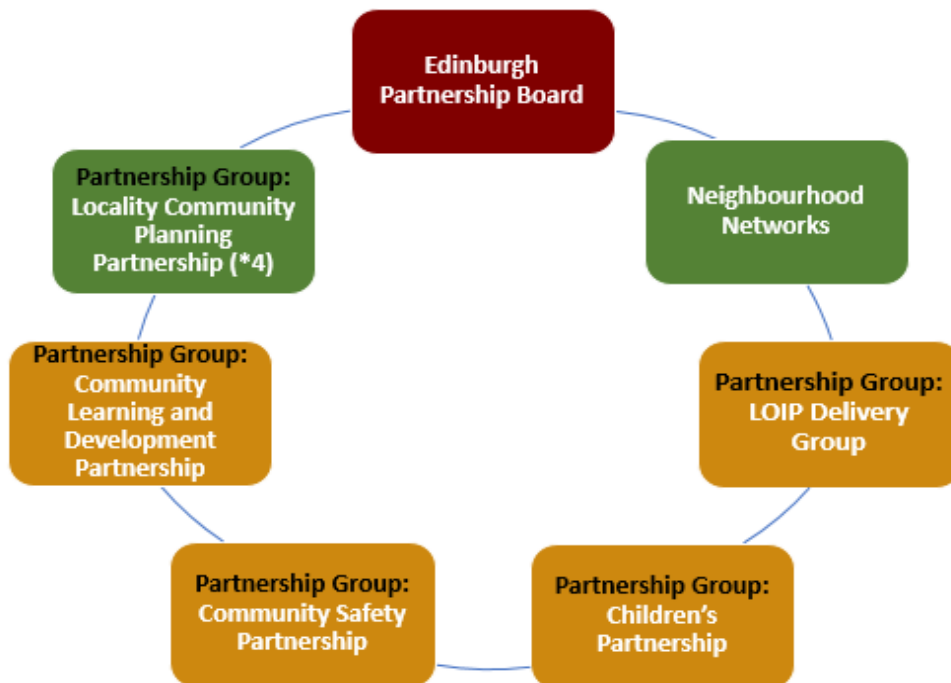 Edinburgh
Partnership Board
Partnership Group:
Locality Community
Planning
Partnership (*4)
Neighbourhood
Networks
Partnership Group:
Community
Learning and
Development
Partnership
Partnership Group:
LOIP Delivery
Group
Partnership Group:
Community Safety
Partnership
Partnership Group:
Children’s
Partnership